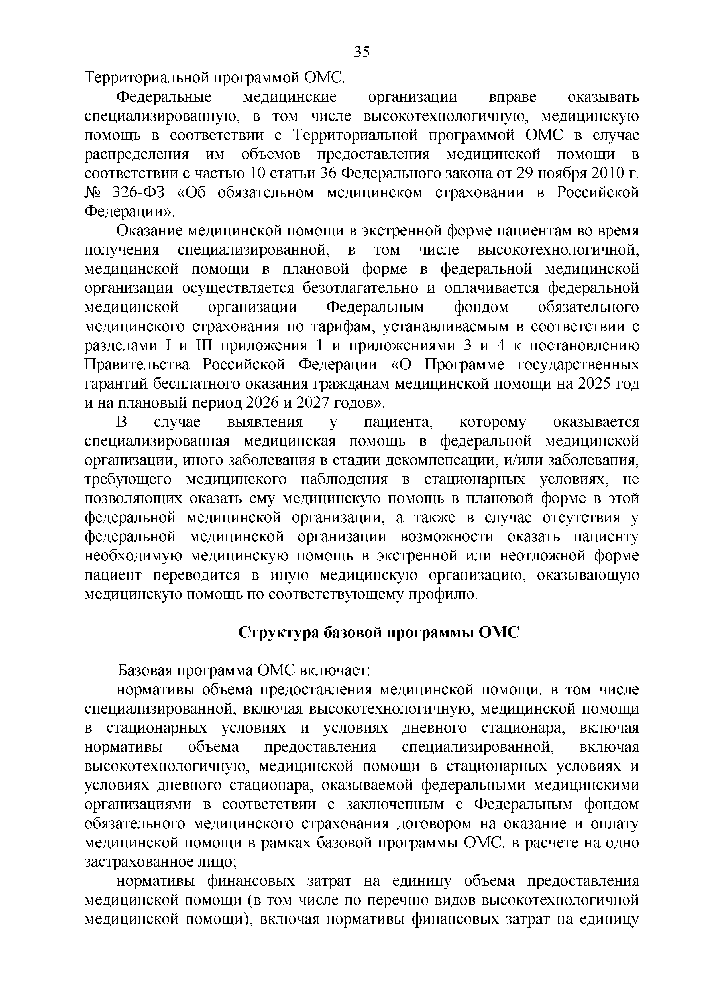 35
Территориальной программой ОМС.
Федеральные медицинские организации вправе оказывать
специализированную, в том числе высокотехнологичную, медицинскую
помощь в соответствии с Территориальной программой ОМС в случае
распределения им объемов предоставления медицинской помощи в
соответствии с частью 10 статьи 36 Федерального закона от 29 ноября 2010 г.
№ 326-ФЗ «Об обязательном медицинском страховании в Российской
Федерации».
Оказание медицинской помощи в экстренной форме пациентам во время
получения специализированной, в том числе высокотехнологичной,
медицинской помощи в плановой форме в федеральной медицинской
организации осуществляется безотлагательно и оплачивается федеральной
медицинской организации Федеральным фондом обязательного
медицинского страхования по тарифам, устанавливаемым в соответствии с
разделами I и III приложения 1 и приложениями 3 и 4 к постановлению
Правительства Российской Федерации «О Программе государственных
гарантий бесплатного оказания гражданам медицинской помощи на 2025 год
и на плановый период 2026 и 2027 годов».
В случае выявления у пациента, которому оказывается
специализированная медицинская помощь в федеральной медицинской
организации, иного заболевания в стадии декомпенсации, и/или заболевания,
требующего медицинского наблюдения в стационарных условиях, не
позволяющих оказать ему медицинскую помощь в плановой форме в этой
федеральной медицинской организации, а также в случае отсутствия у
федеральной медицинской организации возможности оказать пациенту
необходимую медицинскую помощь в экстренной или неотложной форме
пациент переводится в иную медицинскую организацию, оказывающую
медицинскую помощь по соответствующему профилю.
Структура базовой программы ОМС
Базовая программа ОМС включает:
нормативы объема предоставления медицинской помощи, в том числе
специализированной, включая высокотехнологичную, медицинской помощи
в стационарных условиях и условиях дневного стационара, включая
нормативы объема предоставления специализированной, включая
высокотехнологичную, медицинской помощи в стационарных условиях и
условиях дневного стационара, оказываемой федеральными медицинскими
организациями в соответствии с заключенным с Федеральным фондом
обязательного медицинского страхования договором на оказание и оплату
медицинской помощи в рамках базовой программы ОМС, в расчете на одно
застрахованное лицо;
нормативы финансовых затрат на единицу объема предоставления
медицинской помощи (в том числе по перечню видов высокотехнологичной
медицинской помощи), включая нормативы финансовых затрат на единицу